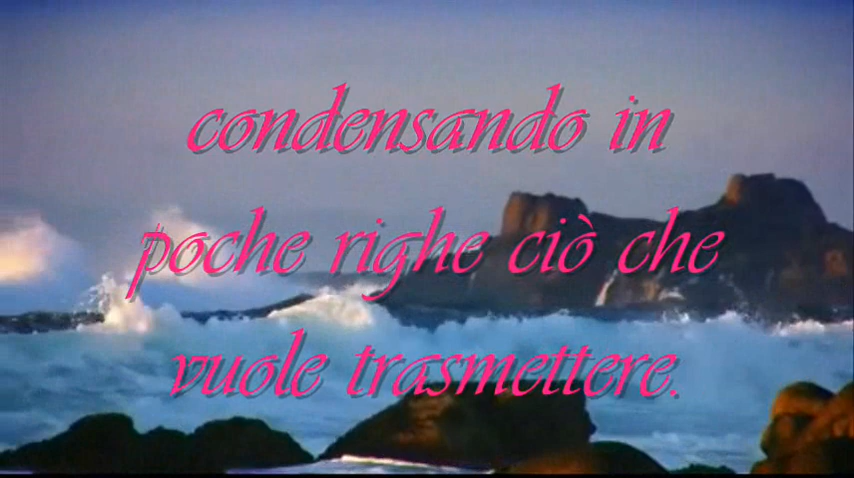 condensando in
poche righe ciò che
vuole trasmettere.